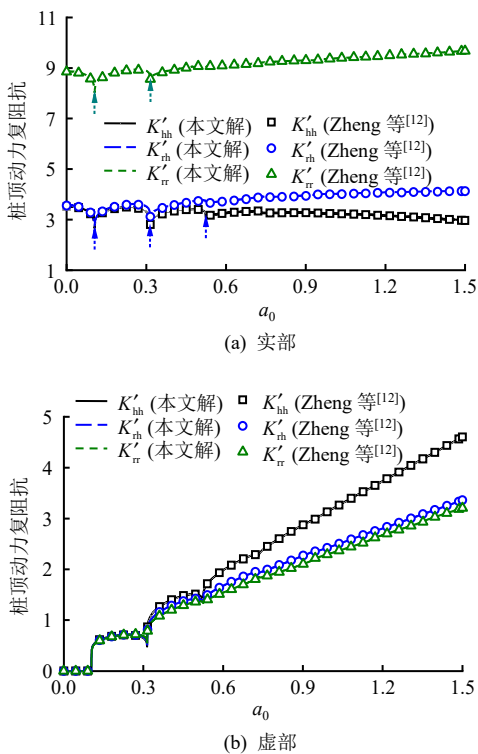 11
9
7
5
3
1
桩顶动力复阻抗
K′hh (本文解) K′hh (Zheng 等[12])
K′rh (本文解) K′rh (Zheng 等[12])
K′rr (本文解) K′rr (Zheng 等[12])
0.0 0.3 0.6 0.9 1.2 1.5
a0
(a) 实部
5
4
3
2
1
0
桩顶动力复阻抗
K′hh (本文解) K′hh (Zheng 等[12])
K′rh (本文解) K′rh (Zheng 等[12])
K′rr (本文解) K′rr (Zheng 等[12])
0.0 0.3 0.6 0.9 1.2 1.5
a0
(b) 虚部